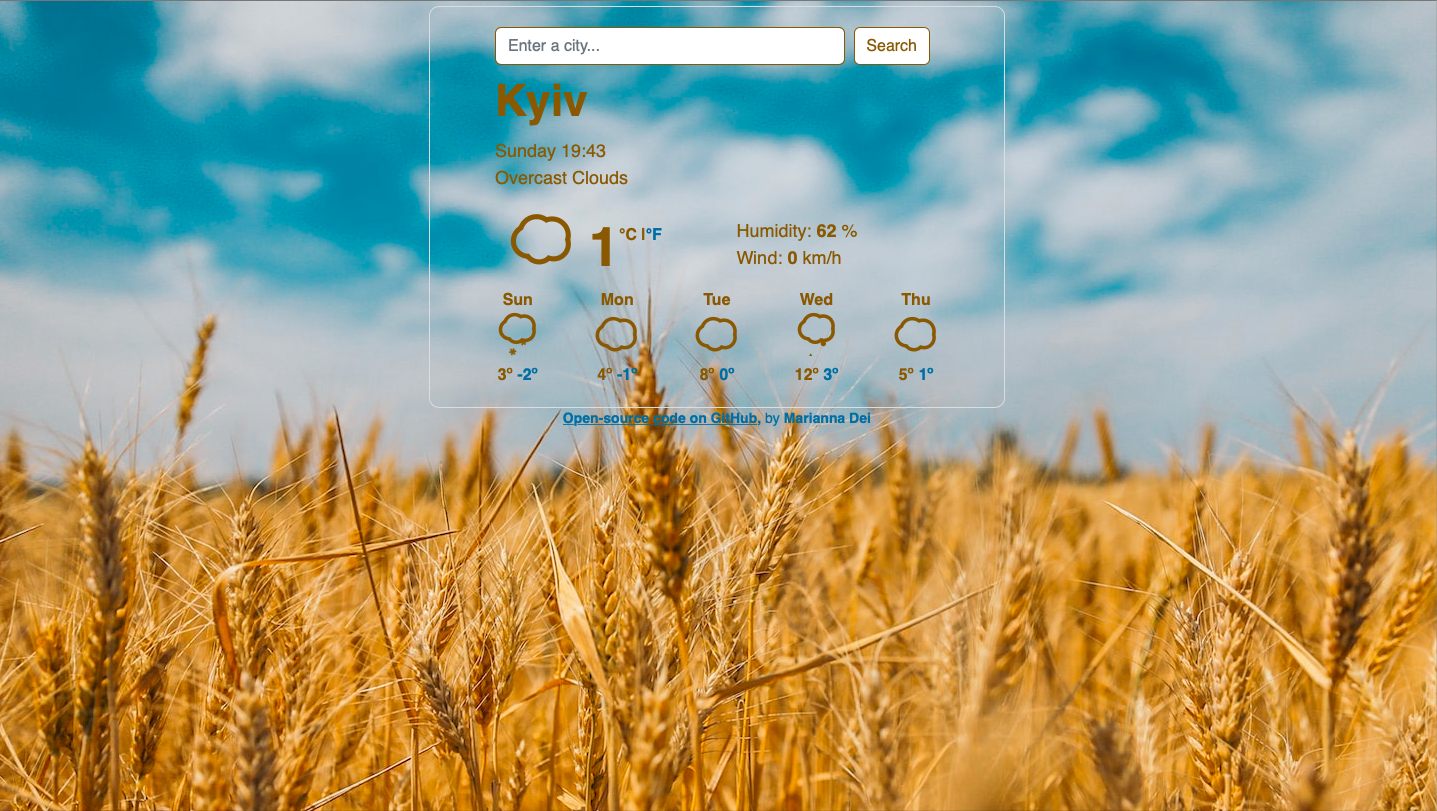 Enter a city... Search
Kyiv
Sunday 19:43
Overcast Clouds
1 °C |°F
Humidity: 62 %
Wind: 0 km/h
Sun Mon Tue Wed Thu
3° -2° 4° -1° 8° 0° 12° 3° 5° 1°
Open-source code on GitHub, by Marianna Dei